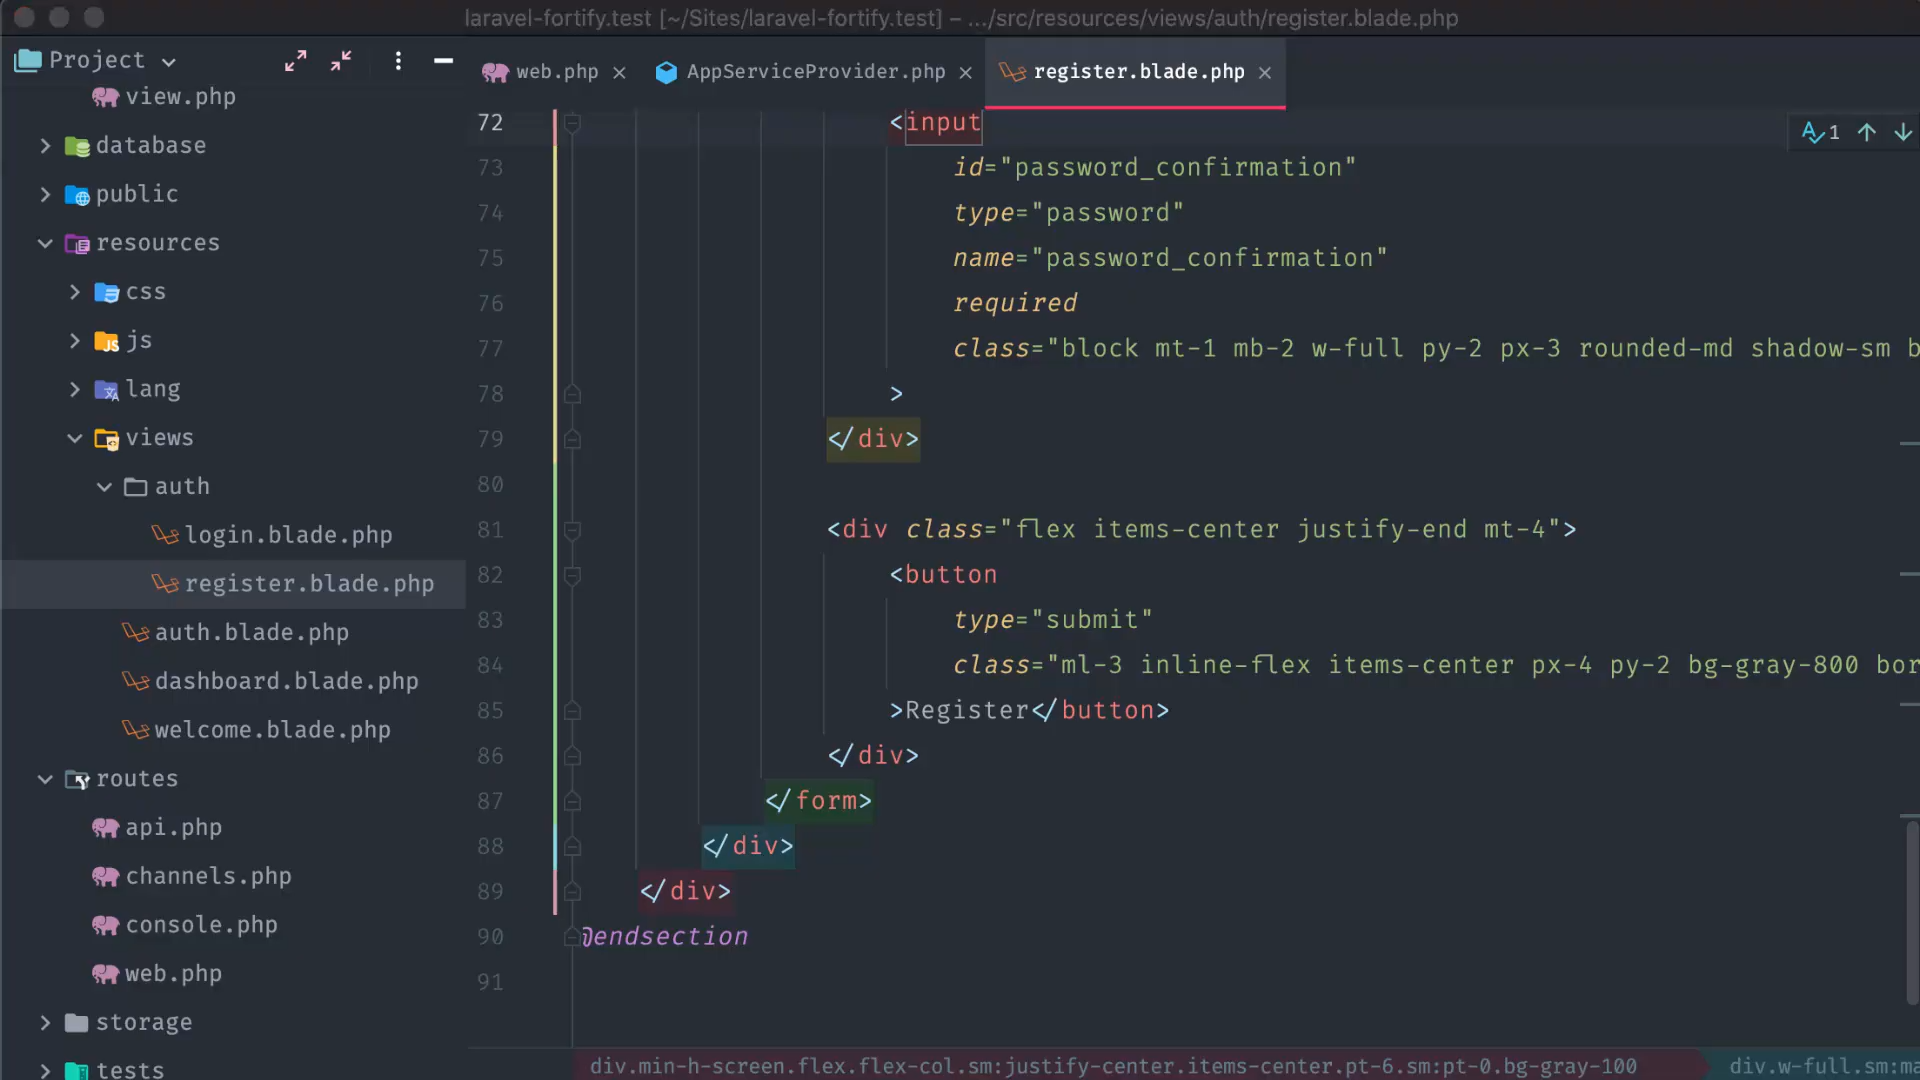 laravel-fortify.test [~/Sites/laravel-fortify.test] – .../src/resources/views/auth/register.blade.php
Project
web.php
AppServiceProvider.php
register.blade.php
view.php
database
public
resources
css
js
lang
views
auth
login.blade.php
register.blade.php
auth.blade.php
dashboard.blade.php
welcome.blade.php
routes
api.php
channels.php
console.php
web.php
storage
tests
1
72 <input
73 id="password_confirmation"
74 type="password"
75 name="password_confirmation"
76 required
77 class="block mt-1 mb-2 w-full py-2 px-3 rounded-md shadow-sm b
78 >
79 </div>
80
81 <div class="flex items-center justify-end mt-4">
82 <button
83 type="submit"
84 class="ml-3 inline-flex items-center px-4 py-2 bg-gray-800 bor
85 >Register</button>
86 </div>
87 </form>
88 </div>
89 </div>
90 @endsection
91
div.min-h-screen.flex.flex-col.sm:justify-center.items-center.pt-6.sm:pt-0.bg-gray-100
div.w-full.sm:ma